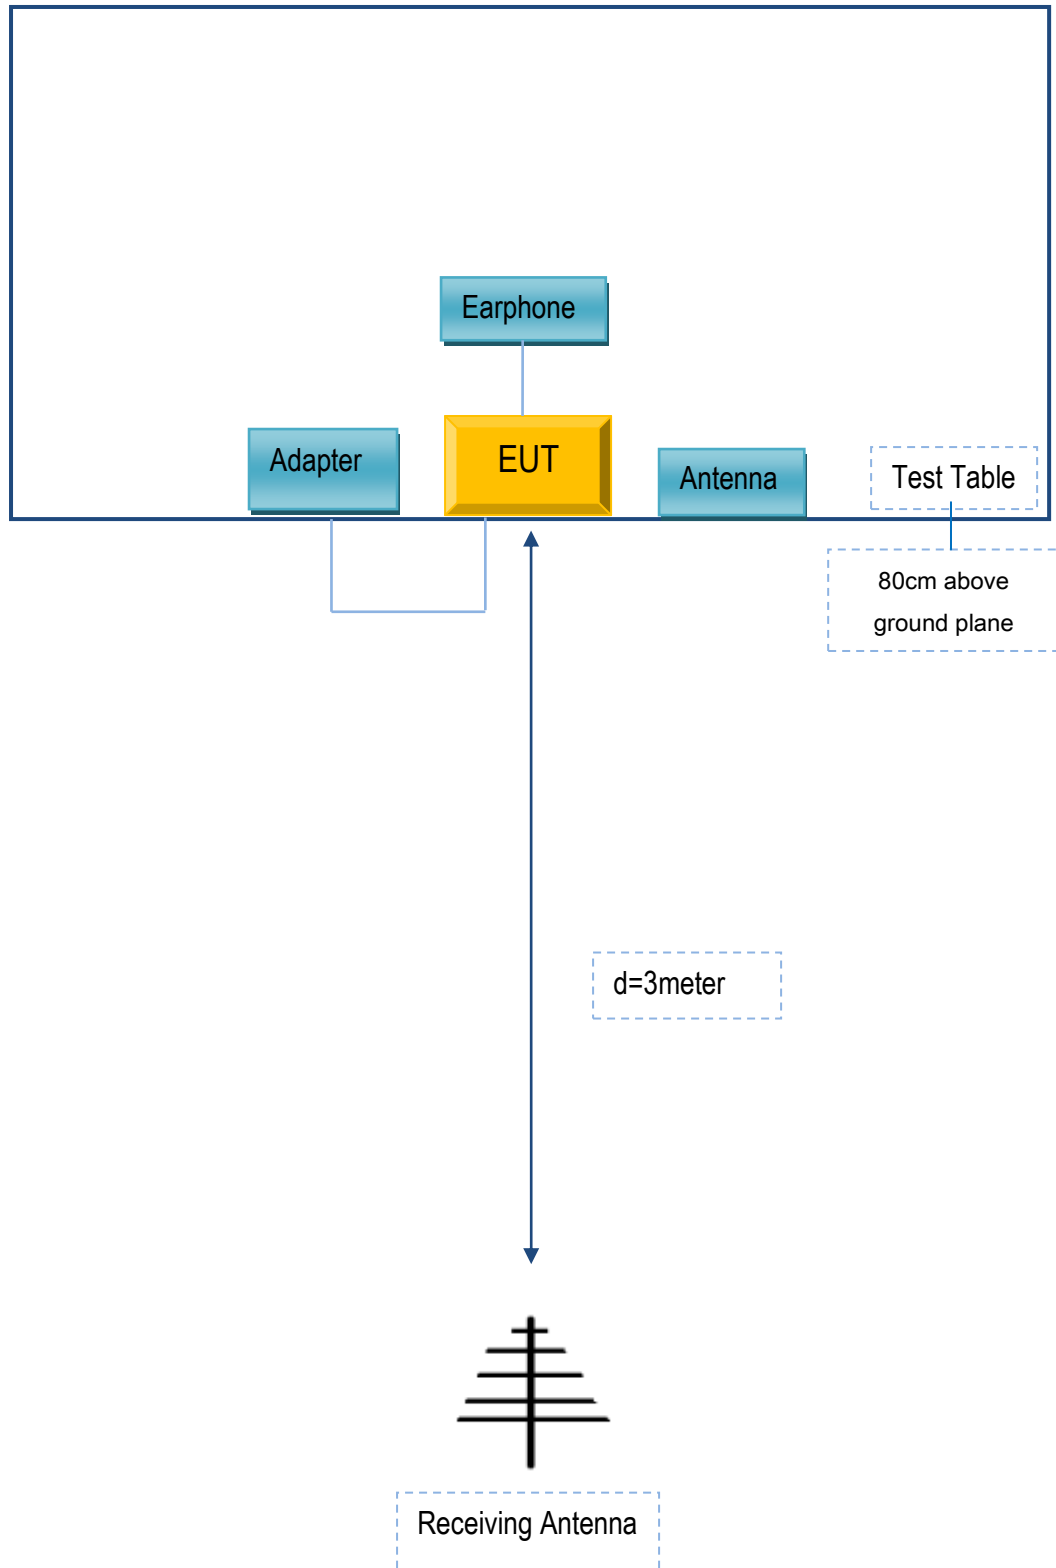 Earphone
Adapter
EUT
Antenna
Test Table
80cm above
ground plane
d=3meter
Receiving Antenna